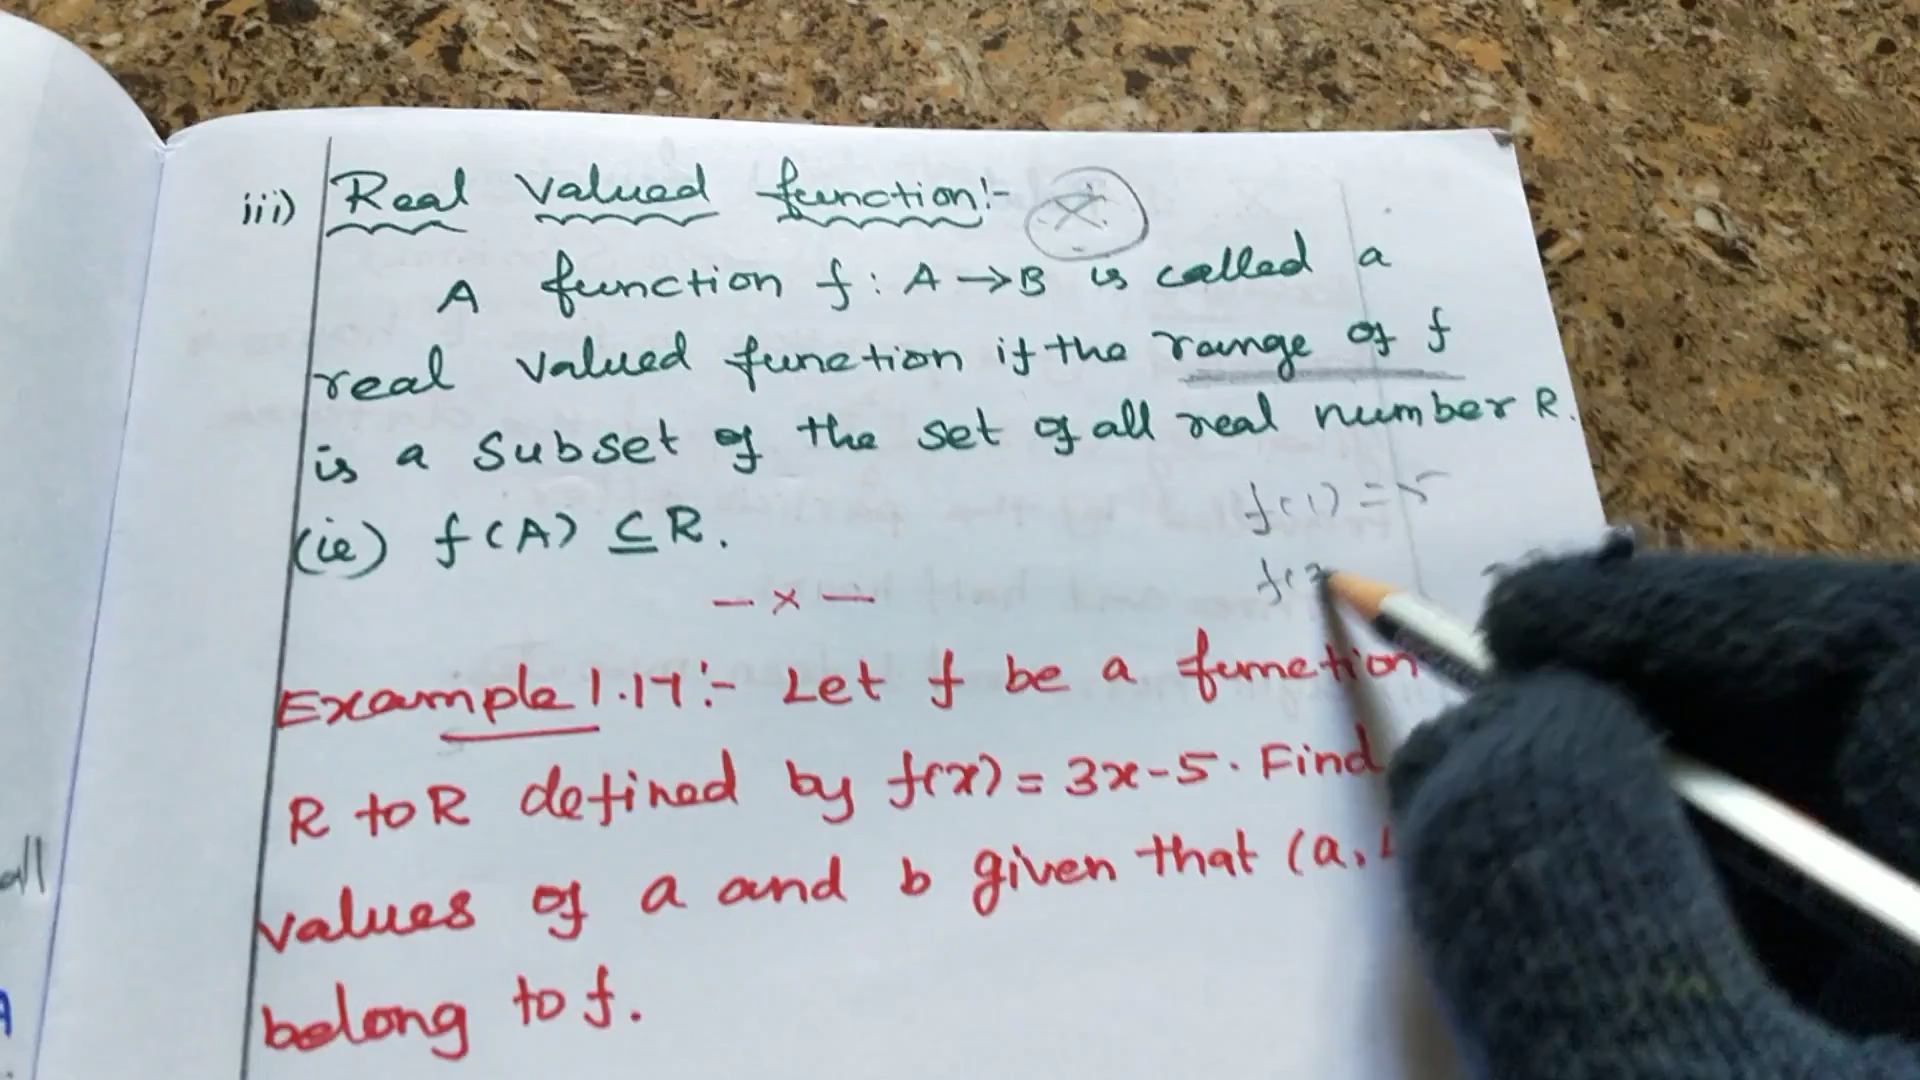 iii) Real valued function:-
A function f : A → B is called a
real valued function if the range of f
is a subset of the set of all real number R.
f(1) = 5
(ie) f(A) ⊆ R.
f(2
— x —
Example 1.17:- Let f be a function
R to R defined by f(x) = 3x-5. Find
values of a and b given that (a,
belong to f.
all